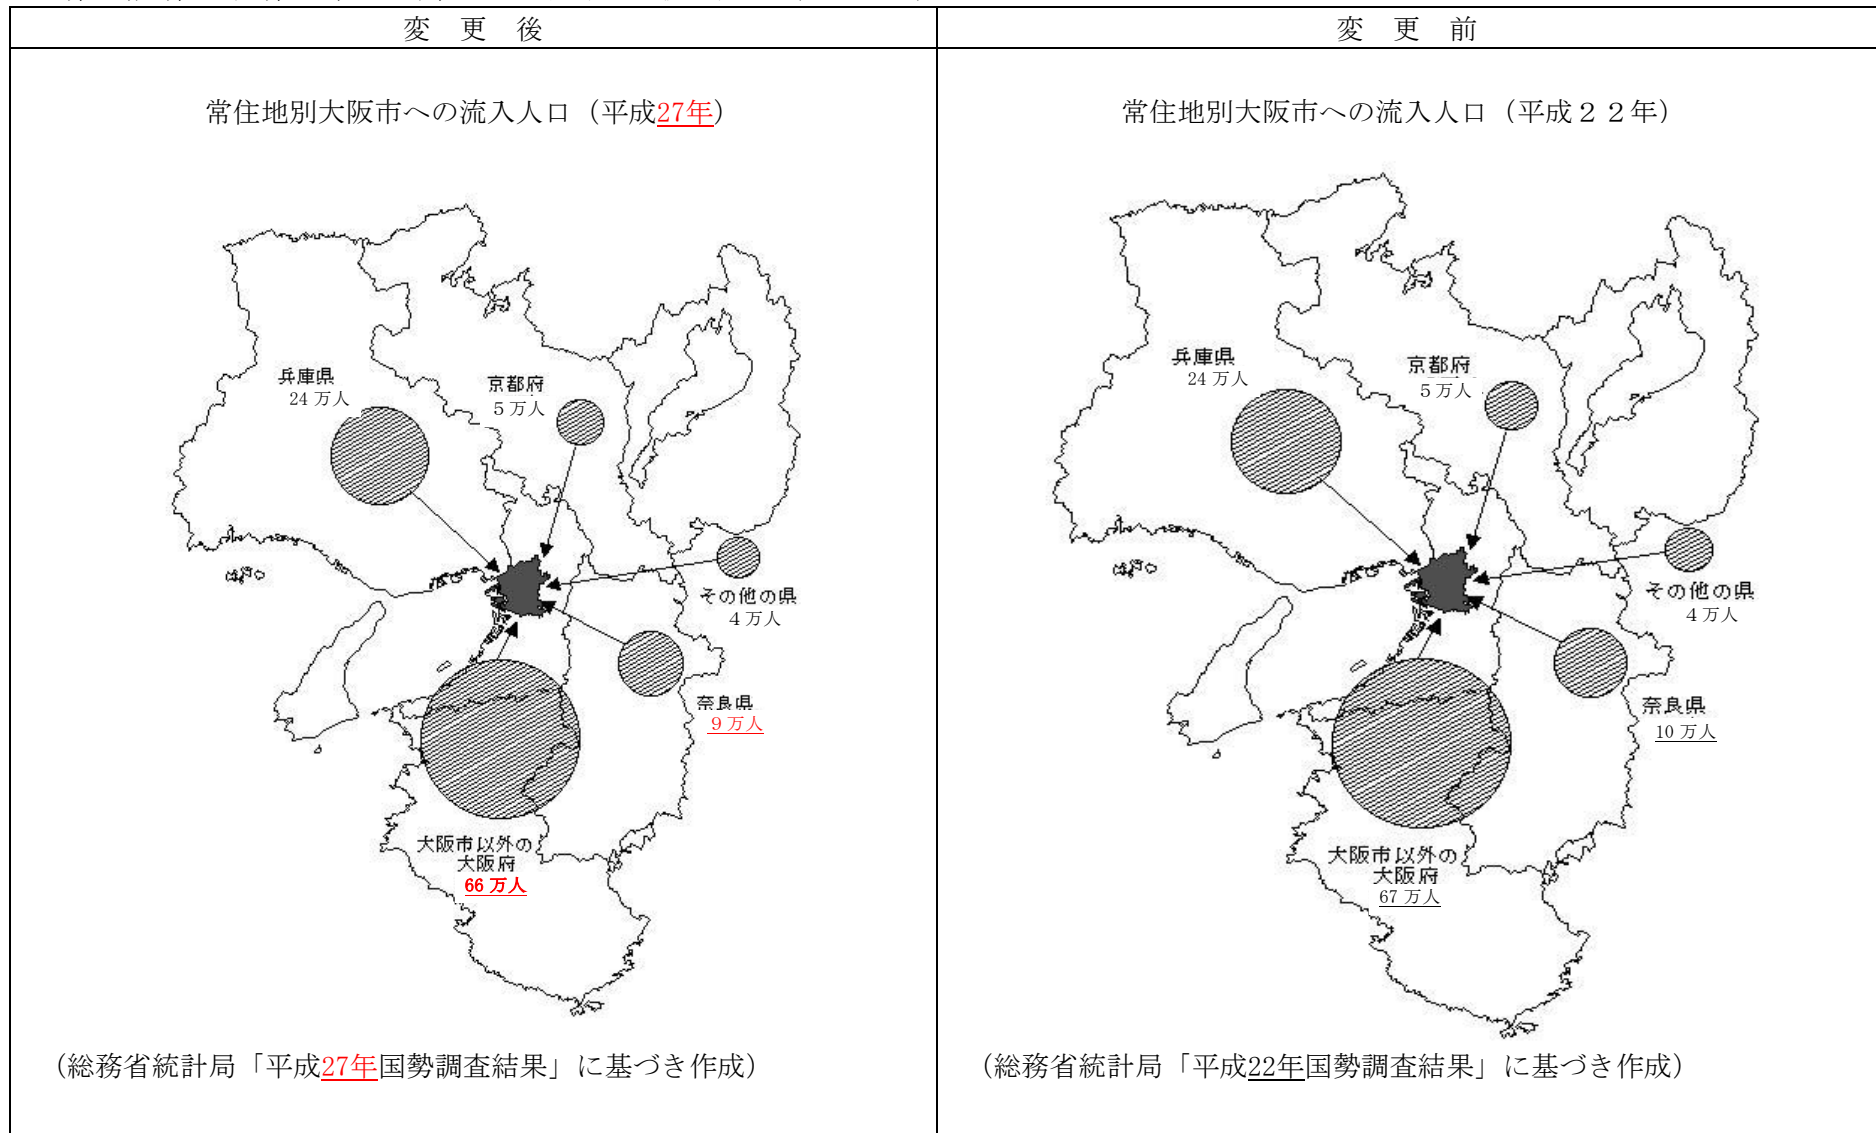 変 更 後
常住地別大阪市への流入人口（平成27年）
兵庫県
24 万人
京都府
５万人
その他の県
４万人
奈良県
９万人
大阪市以外の
大阪府
66 万人
（総務省統計局「平成27年国勢調査結果」に基づき作成）
変 更 前
常住地別大阪市への流入人口（平成２２年）
兵庫県
24 万人
京都府
５万人
その他の県
４万人
奈良県
10 万人
大阪市以外の
大阪府
67 万人
（総務省統計局「平成22年国勢調査結果」に基づき作成）